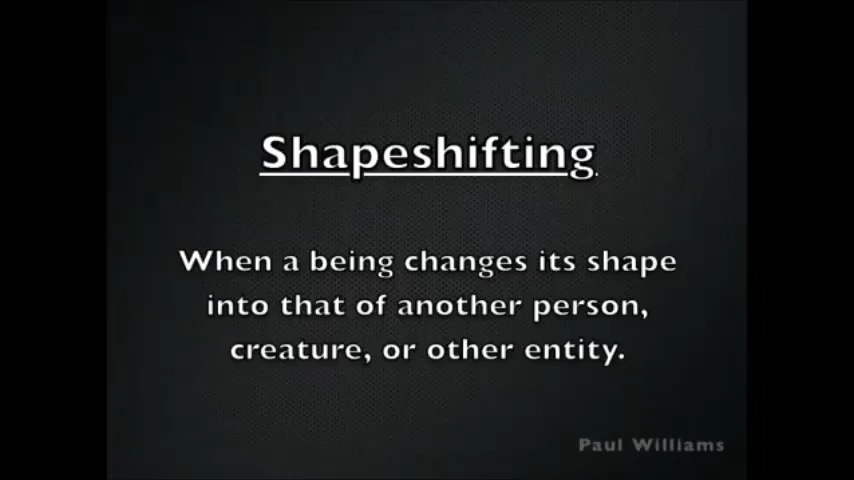 Shapeshifting
When a being changes its shape
into that of another person,
creature, or other entity.
Paul Williams